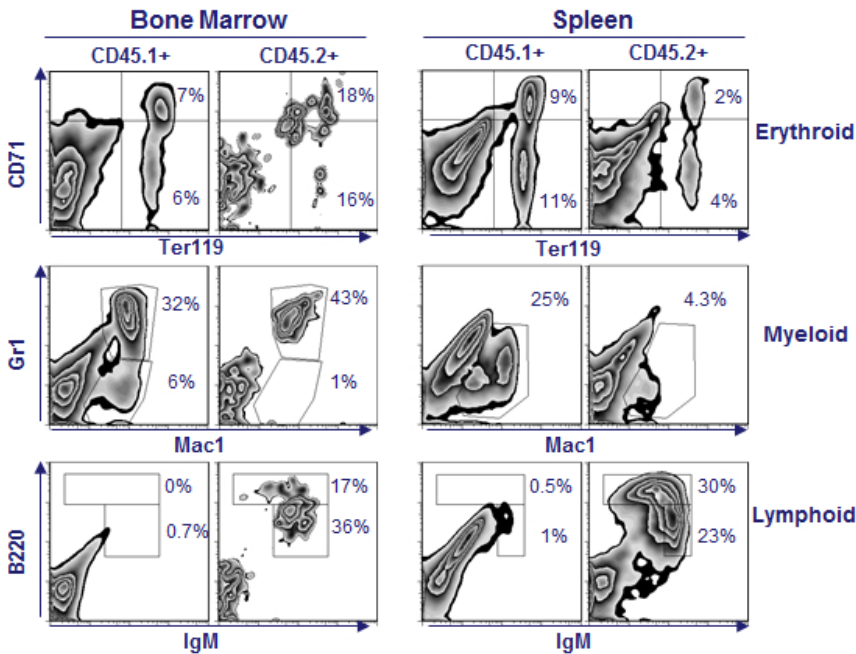 Bone Marrow Spleen
CD45.1+ CD45.2+ CD45.1+ CD45.2+
CD71 7% 18% 9% 2% Erythroid
6% 16% 11% 4%
Ter119 Ter119
Gr1 32% 43% 25% 4.3% Myeloid
6% 1%
Mac1 Mac1
B220 0% 17% 0.5% 30% Lymphoid
0.7% 36% 1% 23%
IgM IgM